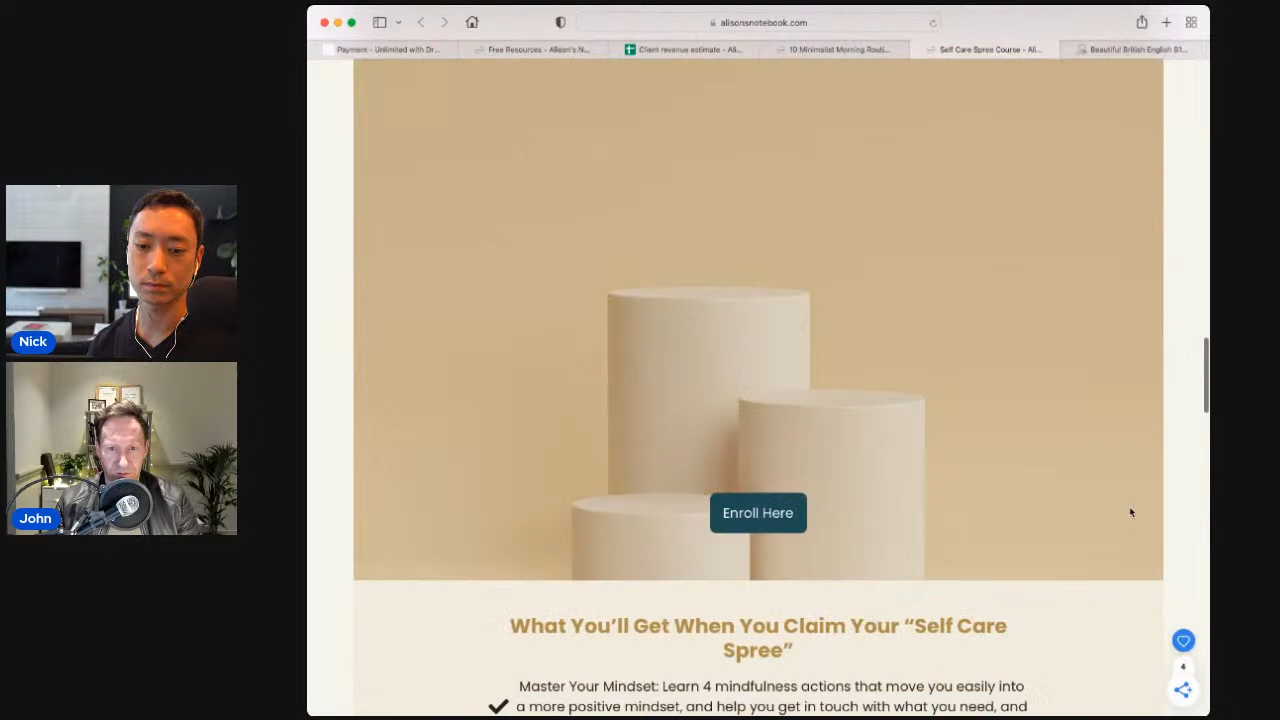 alisonsnotebook.com
Payment - Unlimited with Dr...
Free Resources - Alison's N...
Client revenue estimate - Ali...
10 Minimalist Morning Routi...
Self Care Spree Course - Ali...
Beautiful British English B1...
Nick
John
Enroll Here
What You'll Get When You Claim Your “Self Care
Spree”
Master Your Mindset: Learn 4 mindfulness actions that move you easily into
a more positive mindset, and help you get in touch with what you need, and
4